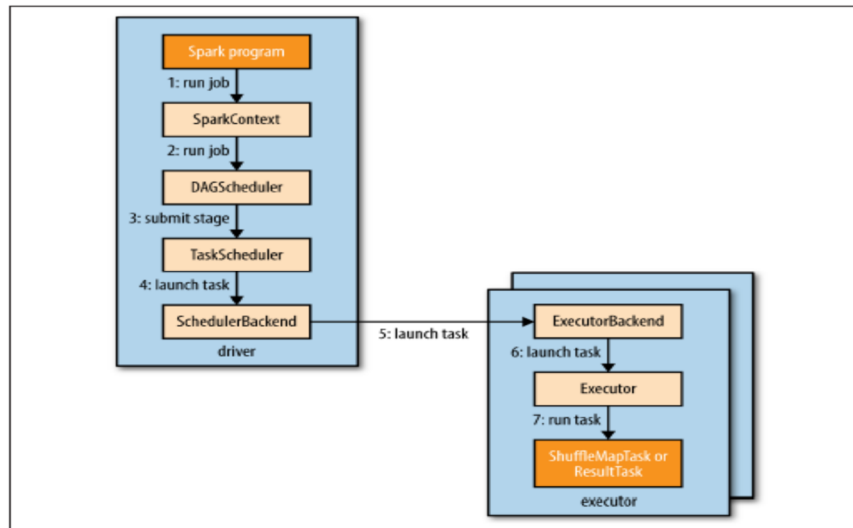 Spark program
1: run job
SparkContext
2: run job
DAGScheduler
3: submit stage
TaskScheduler
4: launch task
SchedulerBackend
driver
5: launch task
ExecutorBackend
6: launch task
Executor
7: run task
ShuffleMapTask or
ResultTask
executor